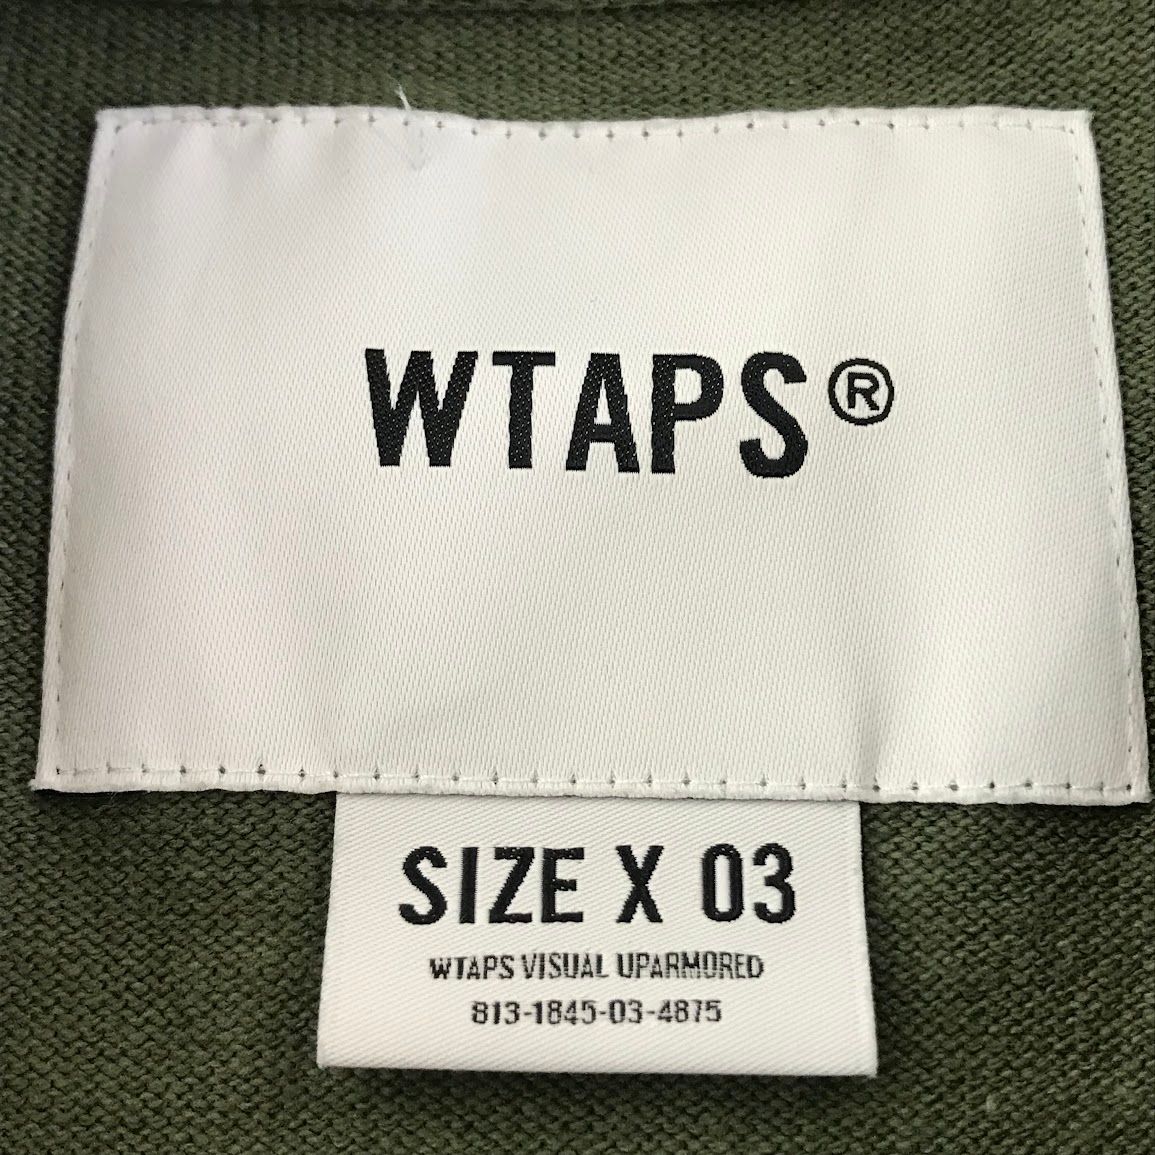 WTAPS®
SIZE X 03
WTAPS VISUAL UPARMORED
813-1845-03-4875